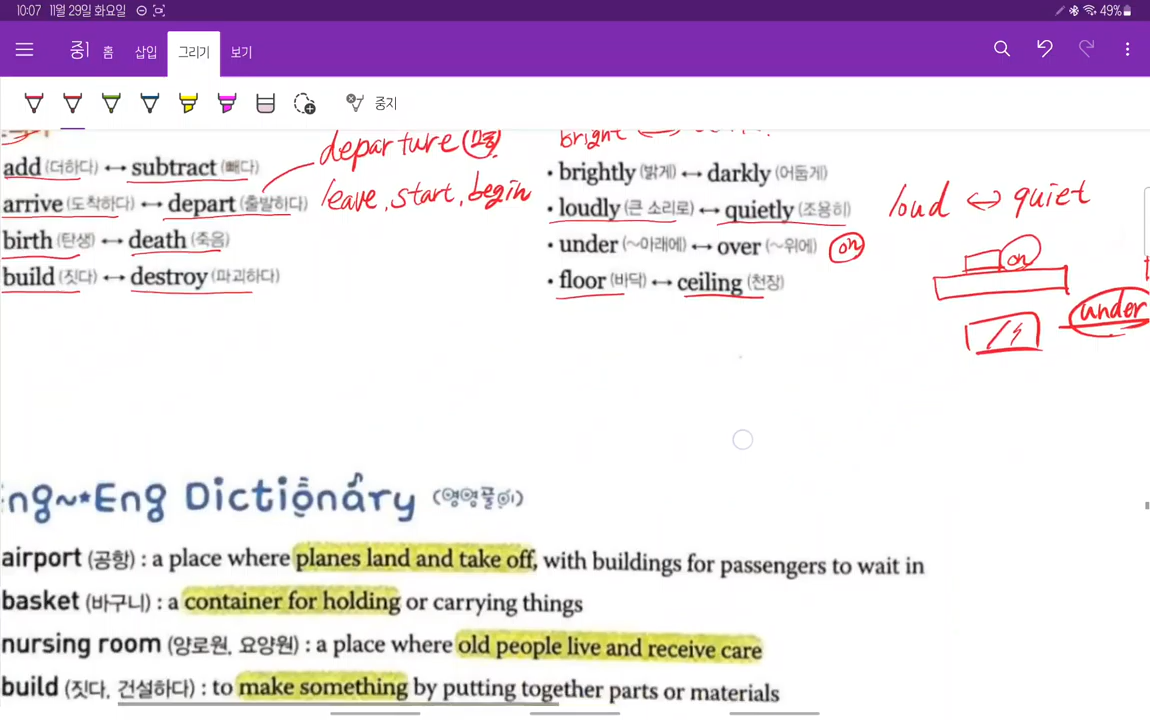 10:07 11월 29일 화요일 49%
중1 홈 삽입 그리기 보기
중지
departure
leave, start, begin
bright
add (더하다) ↔ subtract (빼다)
arrive (도착하다) ↔ depart (출발하다)
birth (탄생) ↔ death (죽음)
build (짓다) ↔ destroy (파괴하다)
• brightly (밝게) ↔ darkly (어둡게)
• loudly (큰 소리로) ↔ quietly (조용히)
• under (~아래에) ↔ over (~위에) on
• floor (바닥) ↔ ceiling (천장)
loud ↔ quiet
on
under
ng~*Eng Dictionary (영영풀이)
airport (공항) : a place where planes land and take off, with buildings for passengers to wait in
basket (바구니) : a container for holding or carrying things
nursing room (양로원, 요양원) : a place where old people live and receive care
build (짓다, 건설하다) : to make something by putting together parts or materials